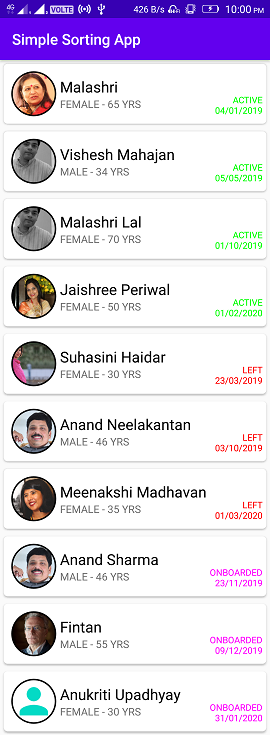 4G VOLTE 426 B/s 10:00 PM
Simple Sorting App
Malashri
FEMALE - 65 YRS
ACTIVE
04/01/2019
Vishesh Mahajan
MALE - 34 YRS
ACTIVE
05/05/2019
Malashri Lal
FEMALE - 70 YRS
ACTIVE
01/10/2019
Jaishree Periwal
FEMALE - 50 YRS
ACTIVE
01/02/2020
Suhasini Haidar
FEMALE - 30 YRS
LEFT
23/03/2019
Anand Neelakantan
MALE - 46 YRS
LEFT
03/10/2019
Meenakshi Madhavan
FEMALE - 35 YRS
LEFT
01/03/2020
Anand Sharma
MALE - 46 YRS
ONBOARDED
23/11/2019
Fintan
MALE - 55 YRS
ONBOARDED
09/12/2019
Anukriti Upadhyay
FEMALE - 30 YRS
ONBOARDED
31/01/2020